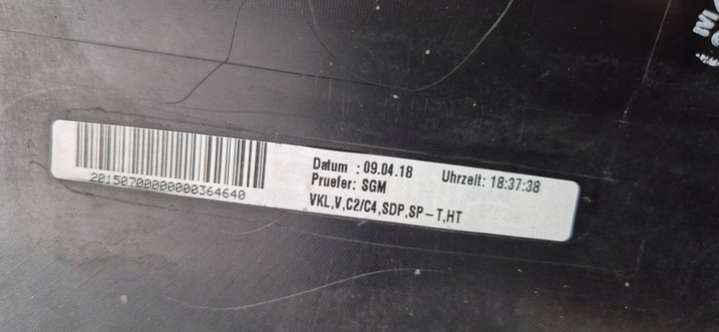 Datum : 09.04.18 Uhrzeit: 18:37:38
Pruefer: SGM
VKL,V,C2/C4,SDP,SP-T,HT
20150700000000364640